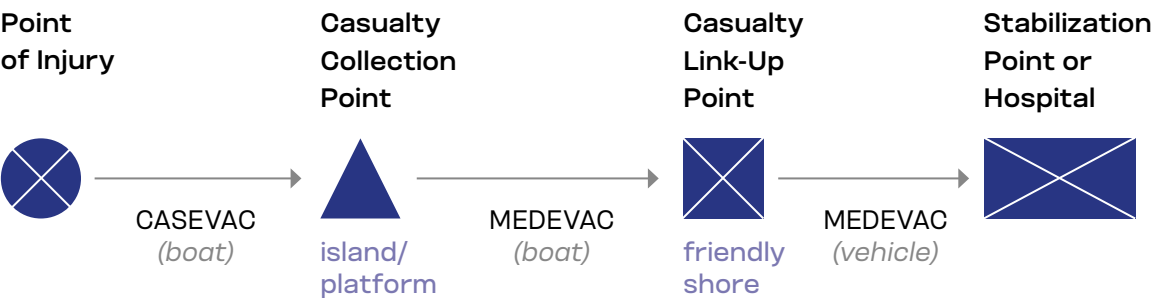 Point
of Injury
Casualty
Collection
Point
Casualty
Link-Up
Point
Stabilization
Point or
Hospital
CASEVAC
(boat)
MEDEVAC
(boat)
MEDEVAC
(vehicle)
island/
platform
friendly
shore